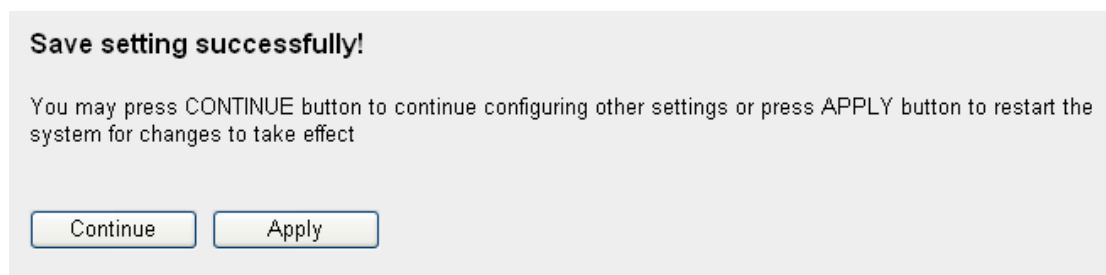 Save setting successfully!
You may press CONTINUE button to continue configuring other settings or press APPLY button to restart the
system for changes to take effect
Continue Apply